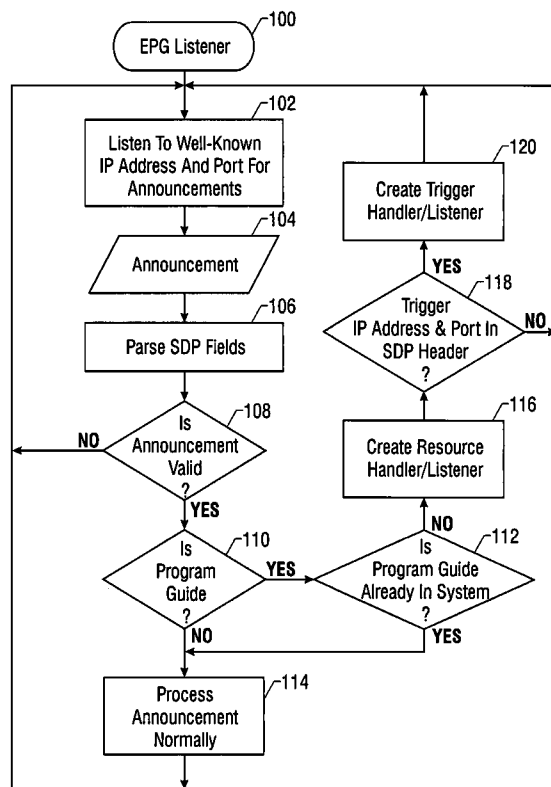 EPG Listener
100
102
Listen To Well-Known
IP Address And Port For
Announcements
104
Announcement
106
Parse SDP Fields
108
Is
Announcement
Valid
?
NO
YES
110
Is
Program
Guide
?
YES
NO
112
Is
Program Guide
Already In System
?
NO
YES
114
Process
Announcement
Normally
116
Create Resource
Handler/Listener
118
Trigger
IP Address & Port In
SDP Header
?
YES
NO
120
Create Trigger
Handler/Listener